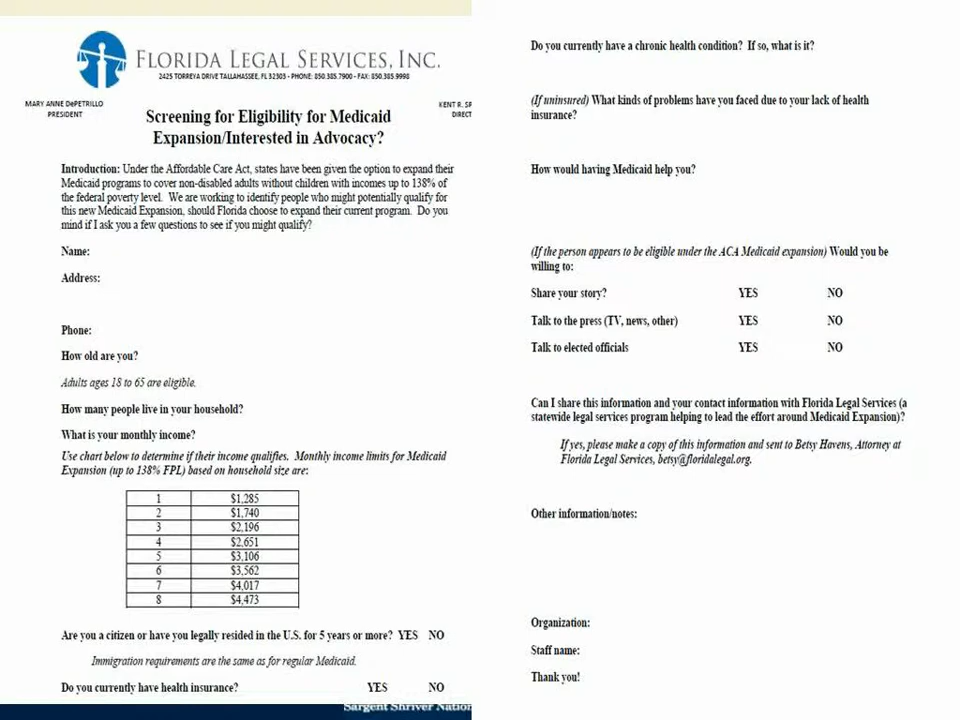 FLORIDA LEGAL SERVICES, INC.
2425 TORREYA DRIVE TALLAHASSEE, FL 32303 - PHONE: 850.385.7900 - FAX: 850.385.9998
MARY ANNE DePETRILLO
PRESIDENT
KENT R. SP
DIRECT
Screening for Eligibility for Medicaid
Expansion/Interested in Advocacy?
Introduction: Under the Affordable Care Act, states have been given the option to expand their
Medicaid programs to cover non-disabled adults without children with incomes up to 138% of
the federal poverty level. We are working to identify people who might potentially qualify for
this new Medicaid Expansion, should Florida choose to expand their current program. Do you
mind if I ask you a few questions to see if you might qualify?
Name:
Address:
Phone:
How old are you?
Adults ages 18 to 65 are eligible.
How many people live in your household?
What is your monthly income?
Use chart below to determine if their income qualifies. Monthly income limits for Medicaid
Expansion (up to 138% FPL) based on household size are:
1 $1,285
2 $1,740
3 $2,196
4 $2,651
5 $3,106
6 $3,562
7 $4,017
8 $4,473
Are you a citizen or have you legally resided in the U.S. for 5 years or more? YES NO
Immigration requirements are the same as for regular Medicaid.
Do you currently have health insurance? YES NO
Sargent Shriver Nation
Do you currently have a chronic health condition? If so, what is it?
(If uninsured) What kinds of problems have you faced due to your lack of health
insurance?
How would having Medicaid help you?
(If the person appears to be eligible under the ACA Medicaid expansion) Would you be
willing to:
Share your story? YES NO
Talk to the press (TV, news, other) YES NO
Talk to elected officials YES NO
Can I share this information and your contact information with Florida Legal Services (a
statewide legal services program helping to lead the effort around Medicaid Expansion)?
If yes, please make a copy of this information and sent to Betsy Havens, Attorney at
Florida Legal Services, betsy@floridalegal.org.
Other information/notes:
Organization:
Staff name:
Thank you!